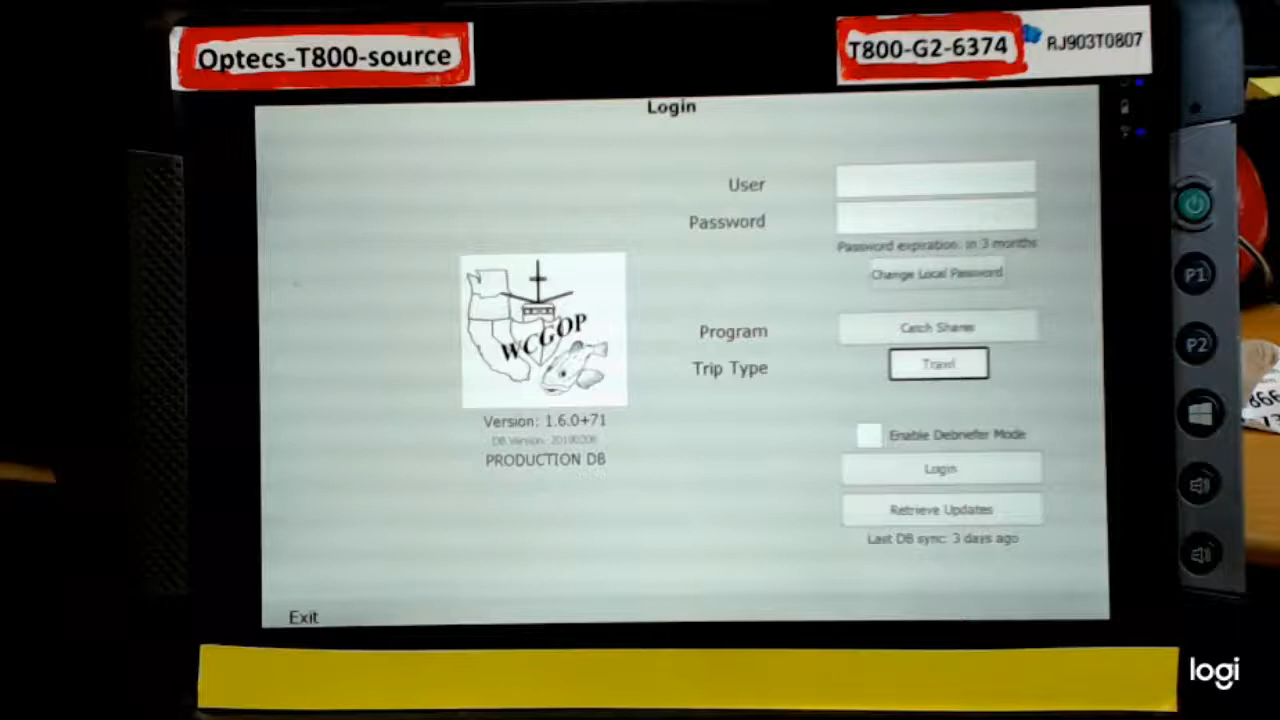 Optecs-T800-source
T800-G2-6374
RJ903T0807
Login
User
Password
Password expiration: in 3 months
Change Local Password
WCGOP
Program
Catch Shares
Trip Type
Trawl
Version: 1.6.0+71
PRODUCTION DB
Enable Debriefer Mode
Login
Retrieve Updates
Last DB sync: 3 days ago
Exit
P1
P2
logi